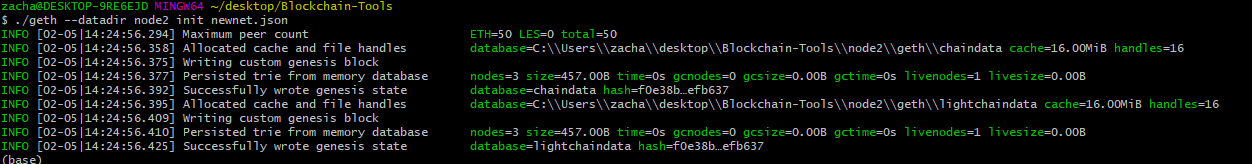 zacha@DESKTOP-9RE6EJD MINGW64 ~/desktop/Blockchain-Tools
$ ./geth --datadir node2 init newnet.json
INFO [02-05|14:24:56.294] Maximum peer count                       ETH=50 LES=0 total=50
INFO [02-05|14:24:56.358] Allocated cache and file handles         database=C:\\Users\\zacha\\desktop\\Blockchain-Tools\\node2\\geth\\chaindata cache=16.00MiB handles=16
INFO [02-05|14:24:56.375] Writing custom genesis block
INFO [02-05|14:24:56.377] Persisted trie from memory database      nodes=3 size=457.00B time=0s gcnodes=0 gcsize=0.00B gctime=0s livenodes=1 livesize=0.00B
INFO [02-05|14:24:56.392] Successfully wrote genesis state         database=chaindata hash=f0e38b…efb637
INFO [02-05|14:24:56.395] Allocated cache and file handles         database=C:\\Users\\zacha\\desktop\\Blockchain-Tools\\node2\\geth\\lightchaindata cache=16.00MiB handles=16
INFO [02-05|14:24:56.409] Writing custom genesis block
INFO [02-05|14:24:56.410] Persisted trie from memory database      nodes=3 size=457.00B time=0s gcnodes=0 gcsize=0.00B gctime=0s livenodes=1 livesize=0.00B
INFO [02-05|14:24:56.425] Successfully wrote genesis state         database=lightchaindata hash=f0e38b…efb637
(base)